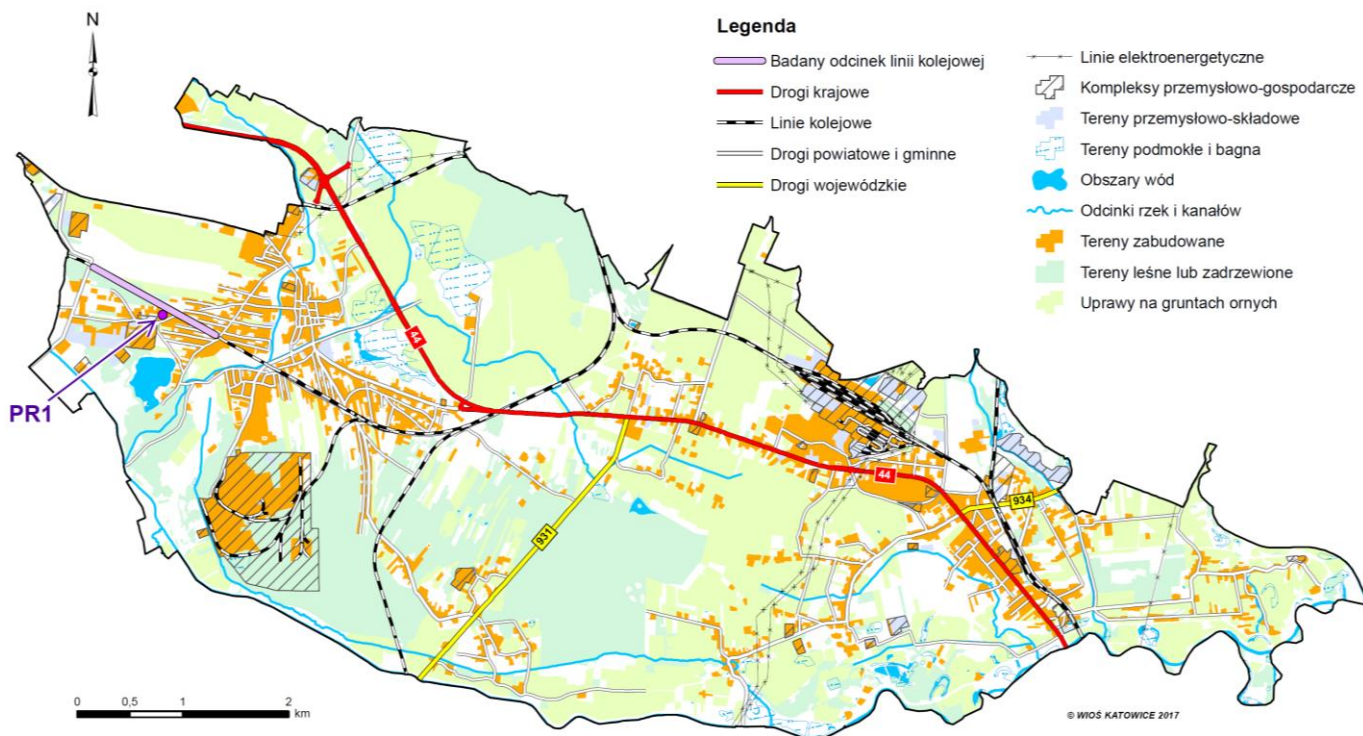 N
Legenda
Badany odcinek linii kolejowej
Drogi krajowe
Linie kolejowe
Drogi powiatowe i gminne
Drogi wojewódzkie
Linie elektroenergetyczne
Kompleksy przemysłowo-gospodarcze
Tereny przemysłowo-składowe
Tereny podmokłe i bagna
Obszary wód
Odcinki rzek i kanałów
Tereny zabudowane
Tereny leśne lub zadrzewione
Uprawy na gruntach ornych
44
PR1
44
934
931
0 0,5 1 2
km
© WIOŚ KATOWICE 2017